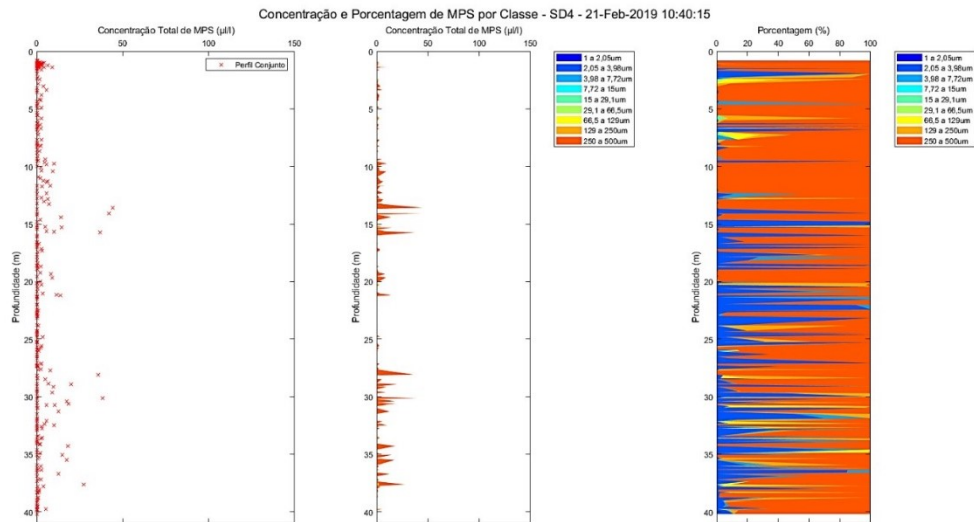 Concentração e Porcentagem de MPS por Classe - SD4 - 21-Feb-2019 10:40:15
Concentração Total de MPS (µl/l)
0 50 100 150
Profundidade (m)
0
5
10
15
20
25
30
35
40
Perfil Conjunto
Concentração Total de MPS (µl/l)
0 50 100 150
Profundidade (m)
0
5
10
15
20
25
30
35
40
1 a 2,05um
2,05 a 3,98um
3,98 a 7,72um
7,72 a 15um
15 a 29,1um
29,1 a 66,5um
66,5 a 129um
129 a 250um
250 a 500um
Porcentagem (%)
0 20 40 60 80 100
Profundidade (m)
0
5
10
15
20
25
30
35
40
1 a 2,05um
2,05 a 3,98um
3,98 a 7,72um
7,72 a 15um
15 a 29,1um
29,1 a 66,5um
66,5 a 129um
129 a 250um
250 a 500um